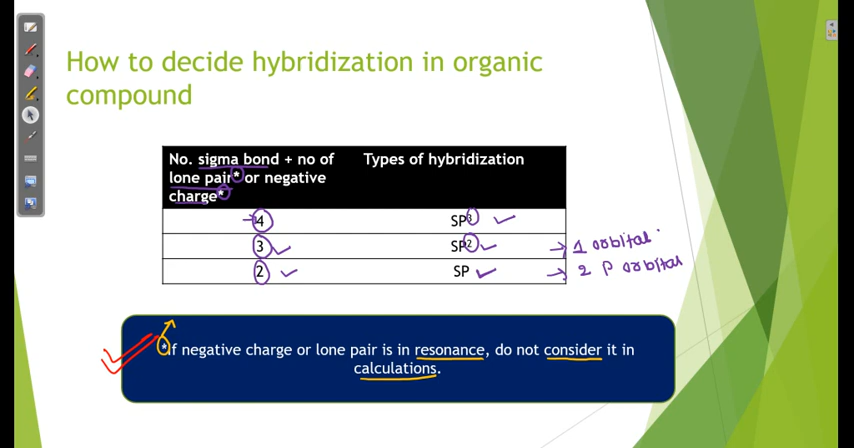 How to decide hybridization in organic
compound
No. sigma bond + no of
lone pair* or negative
charge*
Types of hybridization
4
SP3
3
SP2
→ 1 orbital
2
SP
→ 2 P orbital
*If negative charge or lone pair is in resonance, do not consider it in
calculations.